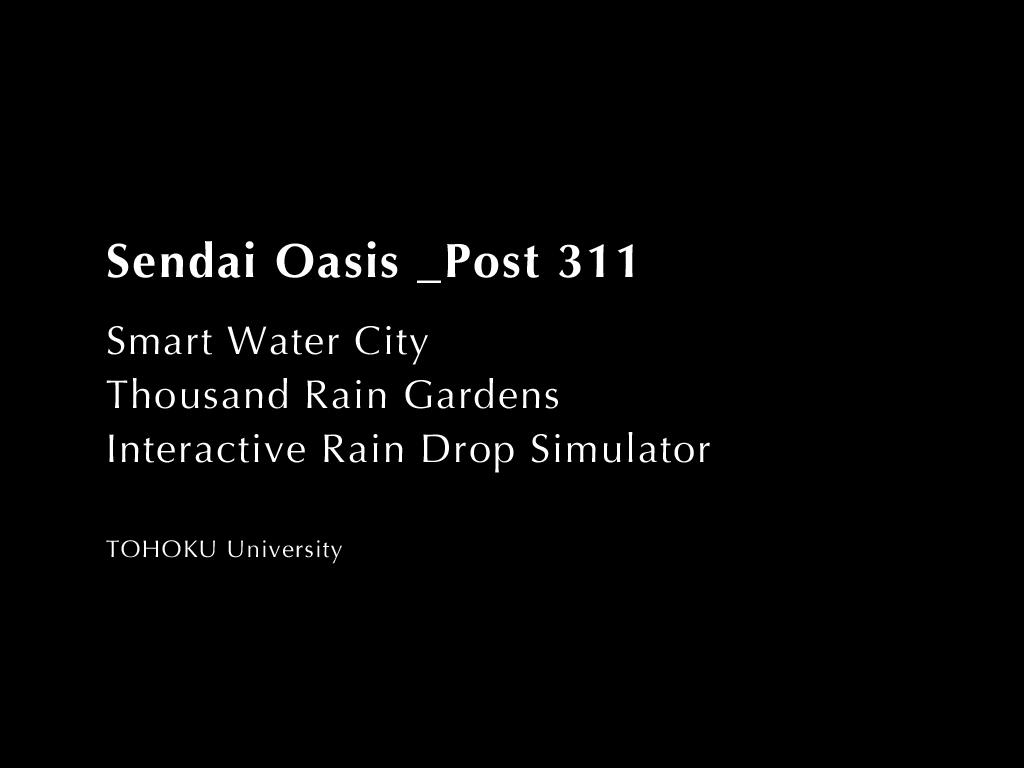 Sendai Oasis _Post 311
Smart Water City
Thousand Rain Gardens
Interactive Rain Drop Simulator
TOHOKU University